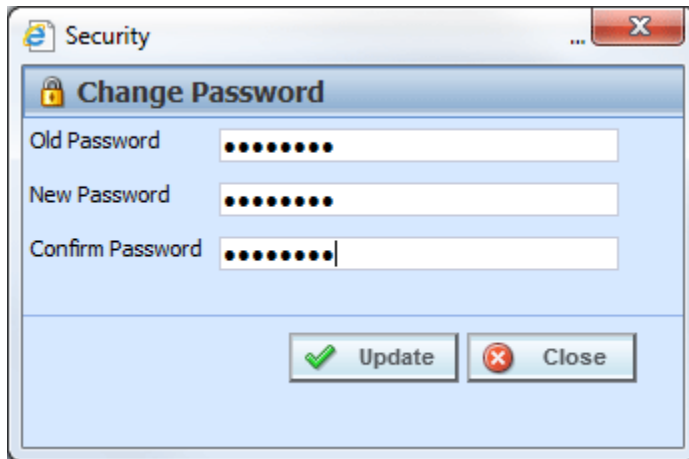 Security ...
Change Password
Old Password ••••••••
New Password ••••••••
Confirm Password ••••••••
Update Close